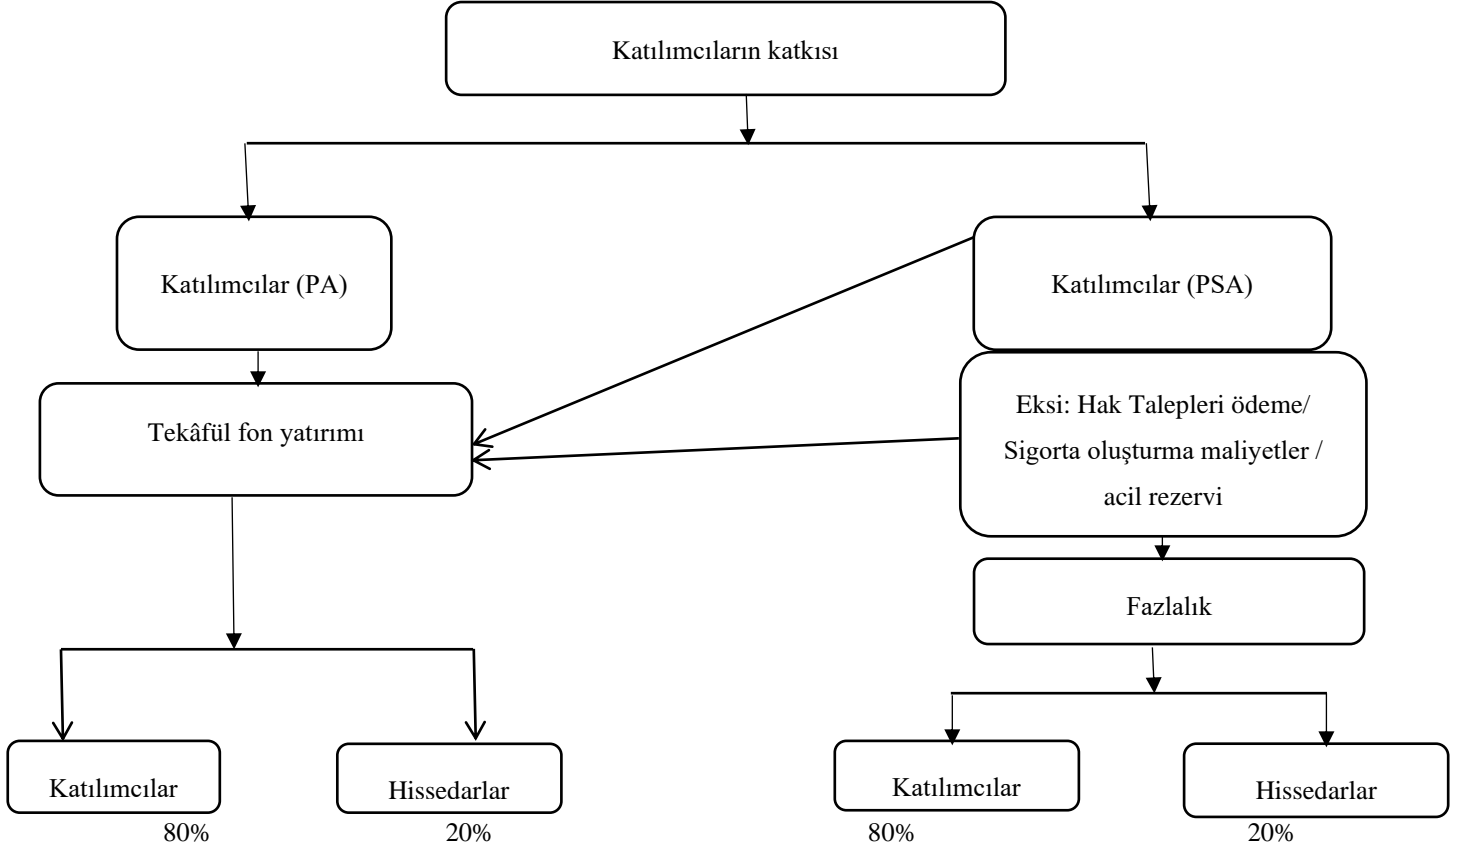 Katılımcıların katkısı
Katılımcılar (PA)
Katılımcılar (PSA)
Tekâfül fon yatırımı
Eksi: Hak Talepleri ödeme/
Sigorta oluşturma maliyetler /
acil rezervi
Fazlalık
Katılımcılar
Hissedarlar
Katılımcılar
Hissedarlar
80%
20%
80%
20%